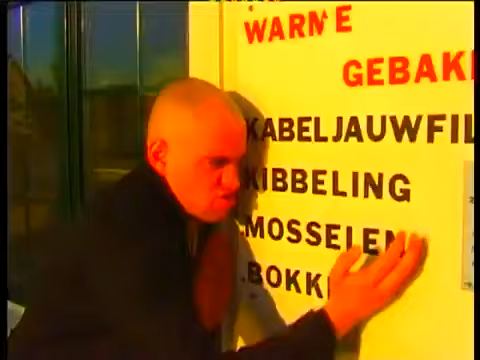 WARME
GEBAK
KABELJAUWFIL
KIBBELING
MOSSELEN
BOKK